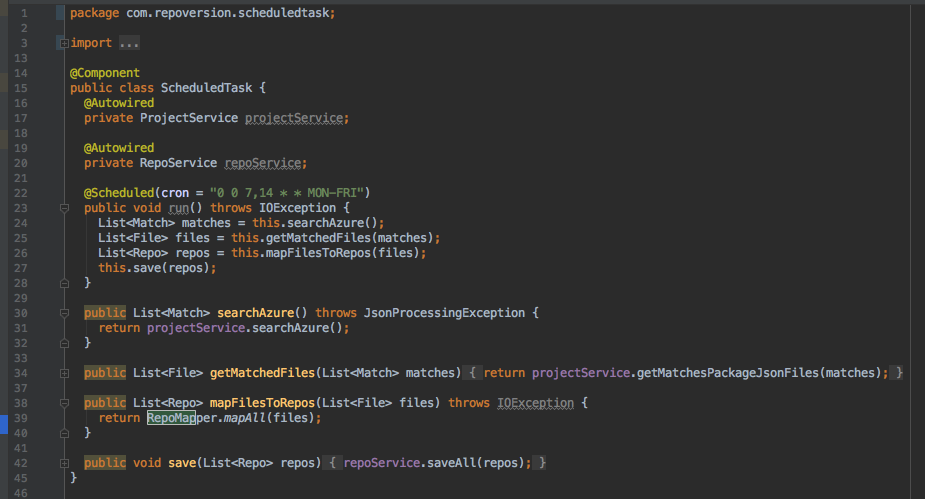 1 package com.repoversion.scheduledtask;
2
3 import ...
13
14 @Component
15 public class ScheduledTask {
16 @Autowired
17 private ProjectService projectService;
18
19 @Autowired
20 private RepoService repoService;
21
22 @Scheduled(cron = "0 0 7,14 * * MON-FRI")
23 public void run() throws IOException {
24 List<Match> matches = this.searchAzure();
25 List<File> files = this.getMatchedFiles(matches);
26 List<Repo> repos = this.mapFilesToRepos(files);
27 this.save(repos);
28 }
29
30 public List<Match> searchAzure() throws JsonProcessingException {
31 return projectService.searchAzure();
32 }
33
34 public List<File> getMatchedFiles(List<Match> matches) { return projectService.getMatchesPackageJsonFiles(matches); }
37
38 public List<Repo> mapFilesToRepos(List<File> files) throws IOException {
39 return RepoMapper.mapAll(files);
40 }
41
42 public void save(List<Repo> repos) { repoService.saveAll(repos); }
45 }
46